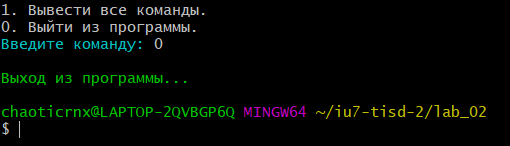 1. Вывести все команды.
0. Выйти из программы.
Введите команду: 0
Выход из программы...
chaoticrnx@LAPTOP-2QVBGP6Q MINGW64 ~/iu7-tisd-2/lab_02
$